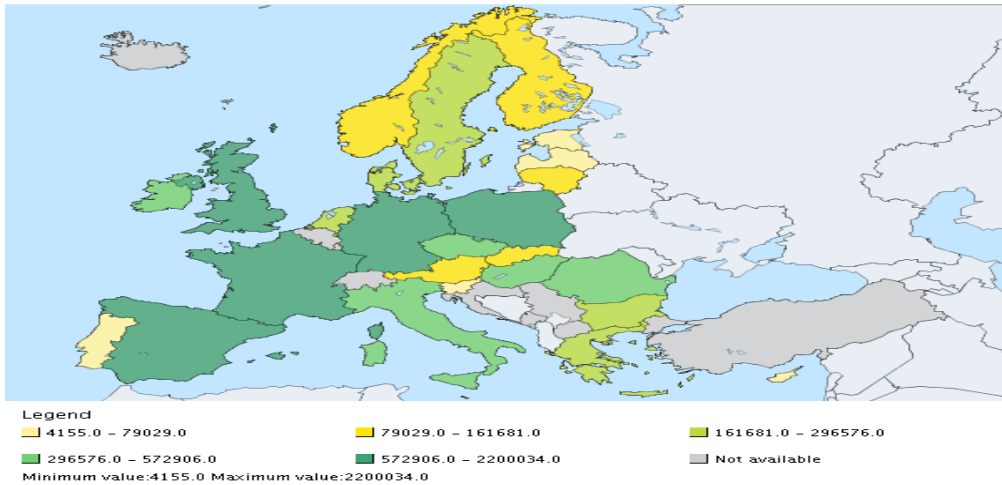 Legend
4155.0 - 79029.0 79029.0 - 161681.0 161681.0 - 296576.0
296576.0 - 572906.0 572906.0 - 2200034.0 Not available
Minimum value:4155.0 Maximum value:2200034.0